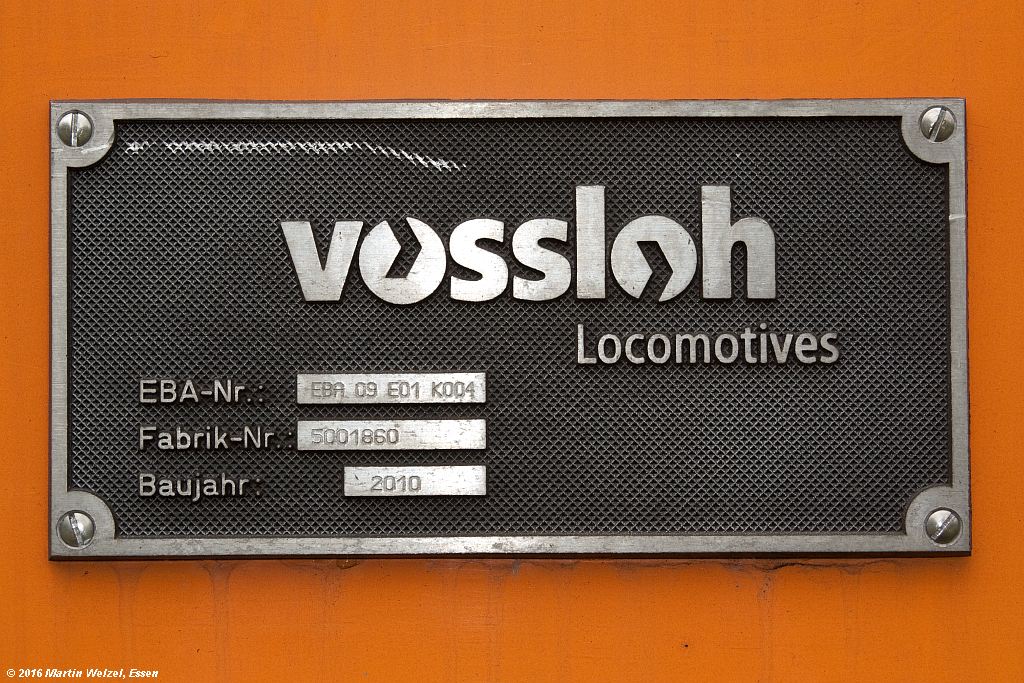 vossloh
Locomotives
EBA-Nr.: EBA 09 E01 K004
Fabrik-Nr.: 5001860
Baujahr: 2010
© 2016 Martin Welzel, Essen